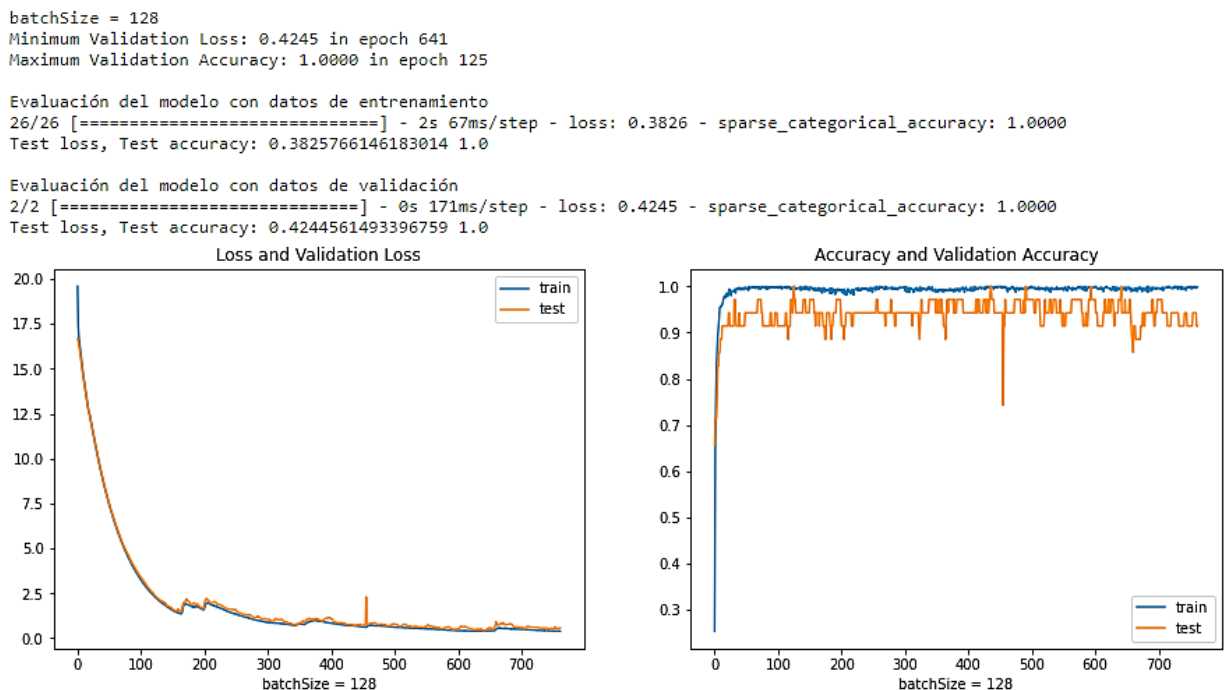 batchSize = 128
Minimum Validation Loss: 0.4245 in epoch 641
Maximum Validation Accuracy: 1.0000 in epoch 125
Evaluación del modelo con datos de entrenamiento
26/26 [==============================] - 2s 67ms/step - loss: 0.3826 - sparse_categorical_accuracy: 1.0000
Test loss, Test accuracy: 0.3825766146183014 1.0
Evaluación del modelo con datos de validación
2/2 [==============================] - 0s 171ms/step - loss: 0.4245 - sparse_categorical_accuracy: 1.0000
Test loss, Test accuracy: 0.4244561493396759 1.0
Loss and Validation Loss
20.0
17.5
15.0
12.5
10.0
7.5
5.0
2.5
0.0
train
test
0 100 200 300 400 500 600 700
batchSize = 128
Accuracy and Validation Accuracy
1.0
0.9
0.8
0.7
0.6
0.5
0.4
0.3
train
test
0 100 200 300 400 500 600 700
batchSize = 128